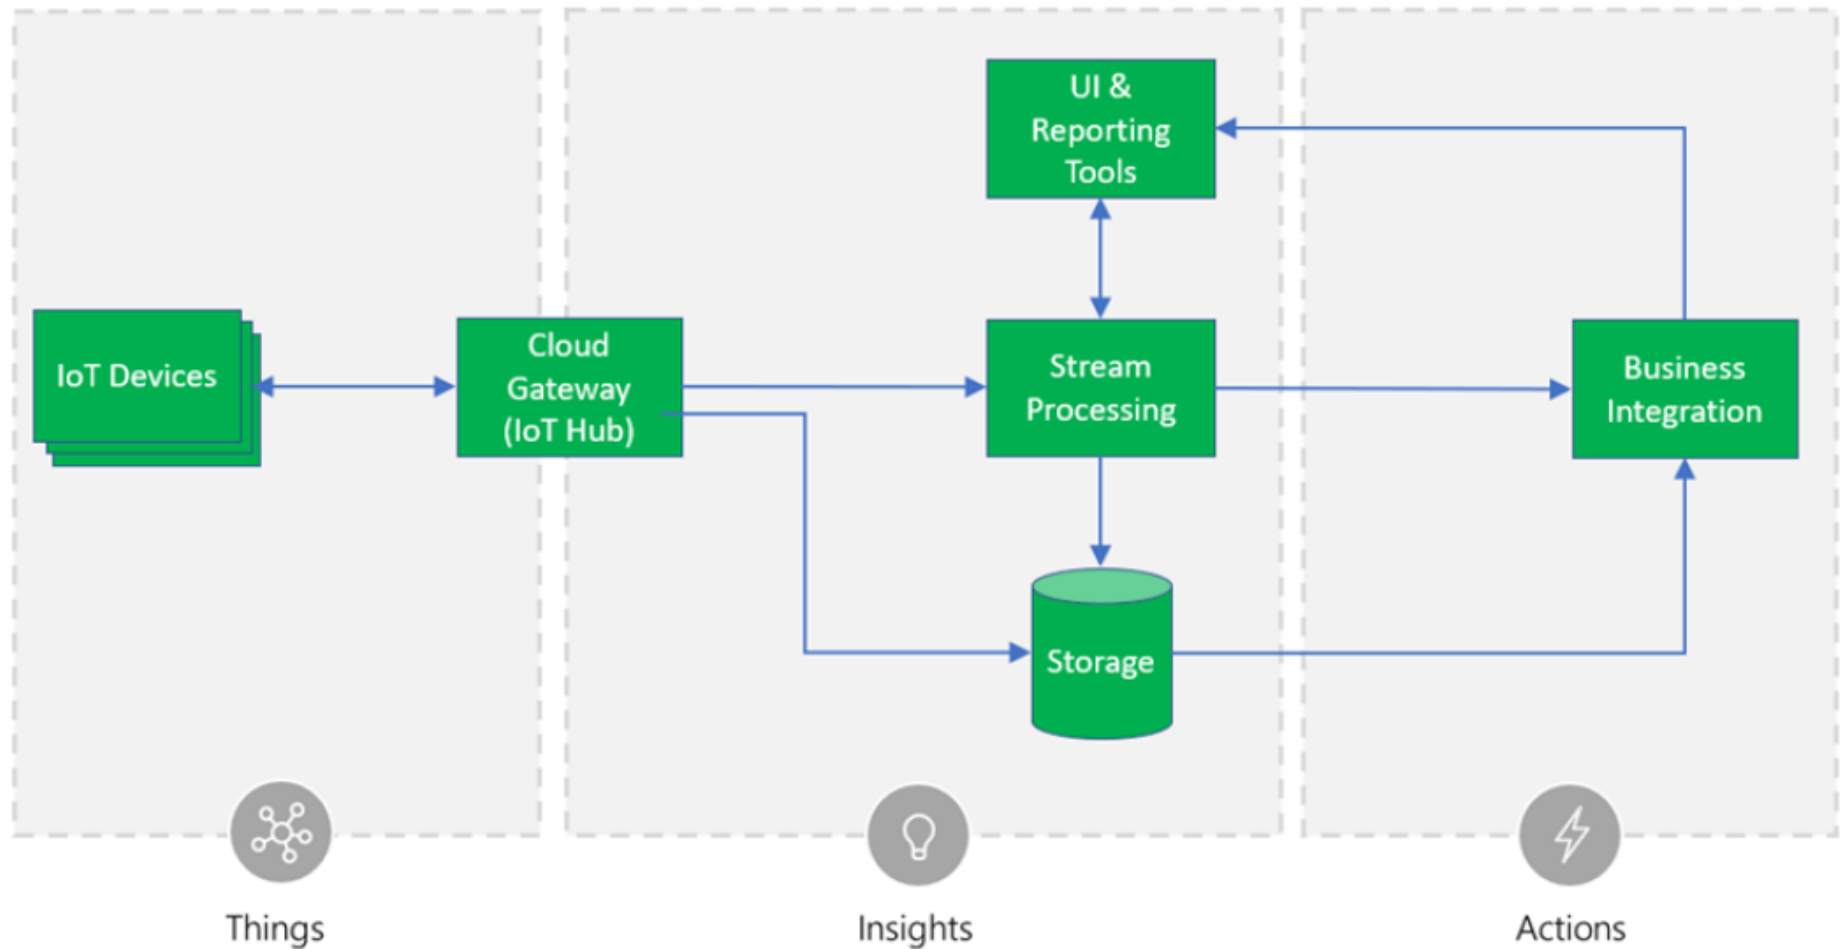 UI &
Reporting
Tools
IoT Devices
Cloud
Gateway
(IoT Hub)
Stream
Processing
Business
Integration
Storage
Things
Insights
Actions